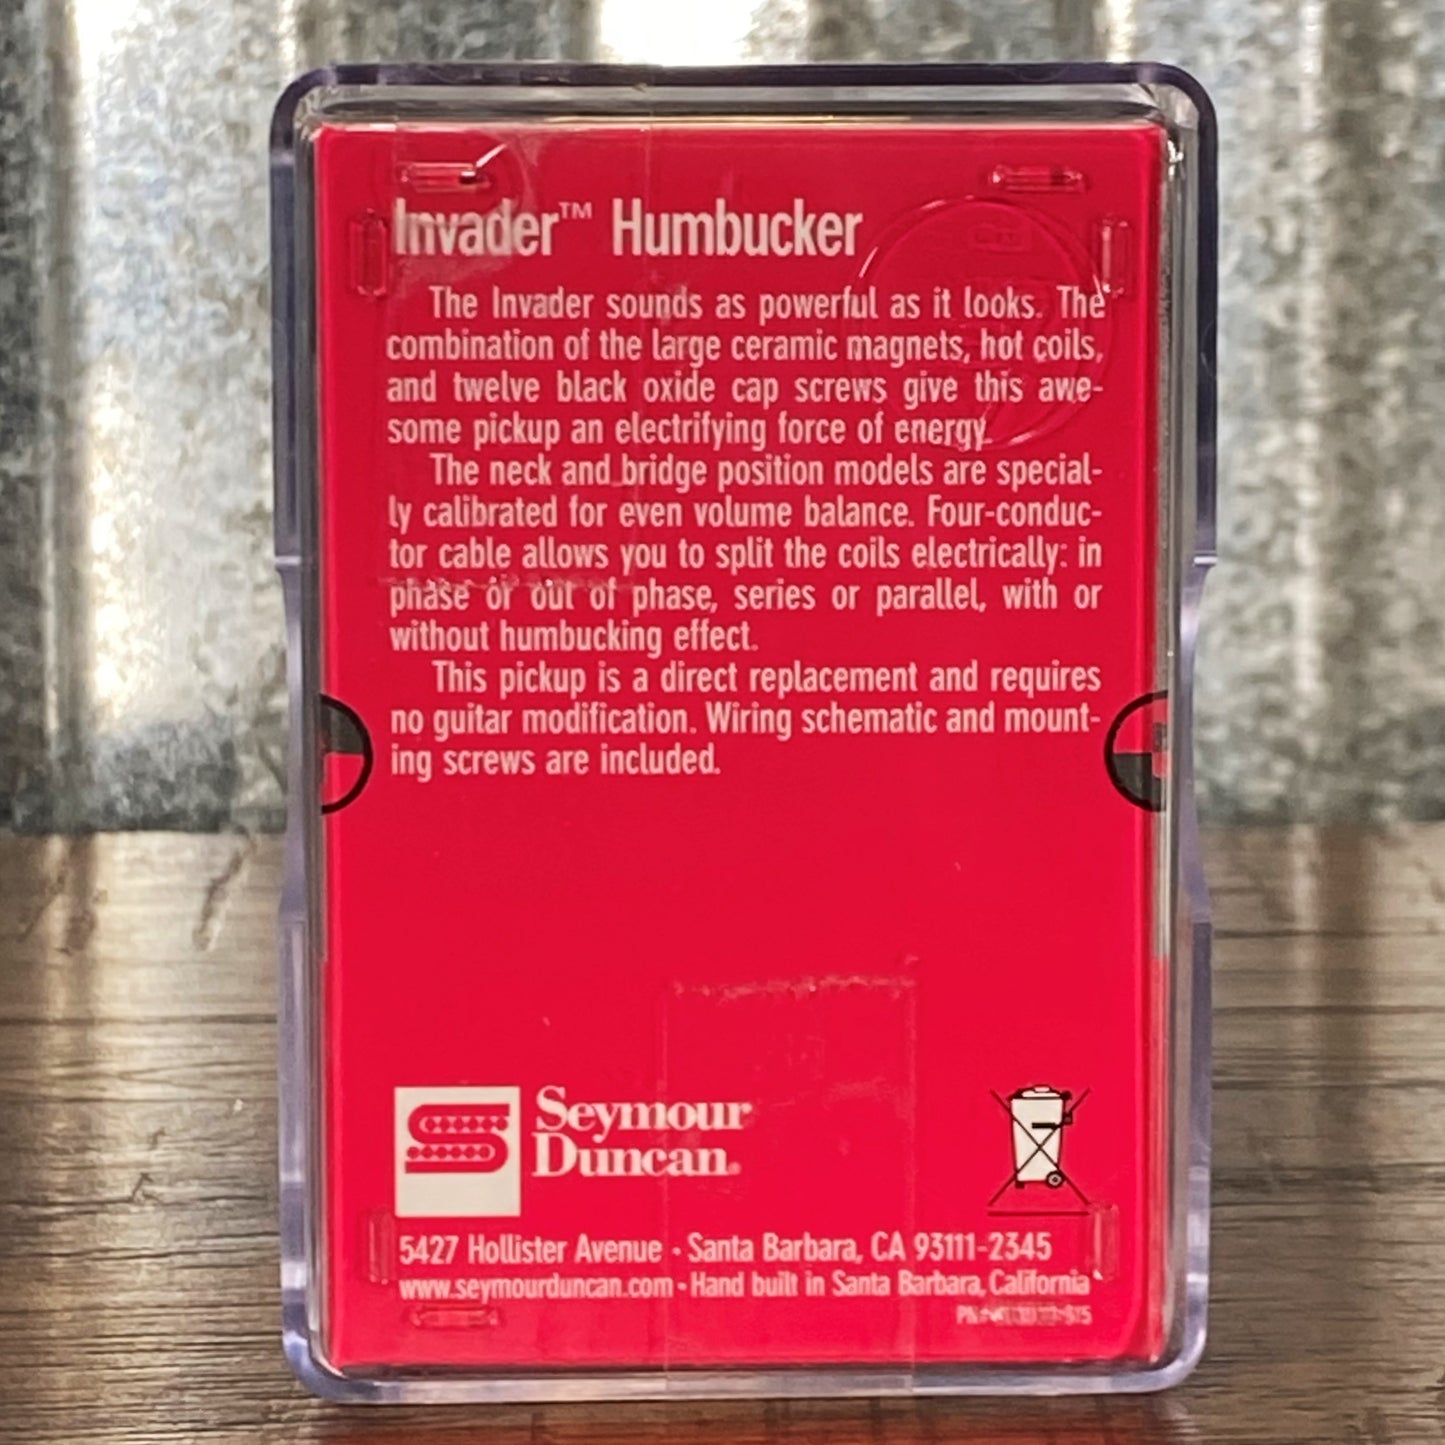 Invader™ Humbucker
The Invader sounds as powerful as it looks. The
combination of the large ceramic magnets, hot coils,
and twelve black oxide cap screws give this awe-
some pickup an electrifying force of energy.
The neck and bridge position models are special-
ly calibrated for even volume balance. Four-conduc-
tor cable allows you to split the coils electrically: in
phase or out of phase, series or parallel, with or
without humbucking effect.
This pickup is a direct replacement and requires
no guitar modification. Wiring schematic and mount-
ing screws are included.
Seymour
Duncan®
5427 Hollister Avenue • Santa Barbara, CA 93111-2345
www.seymourduncan.com • Hand built in Santa Barbara, California